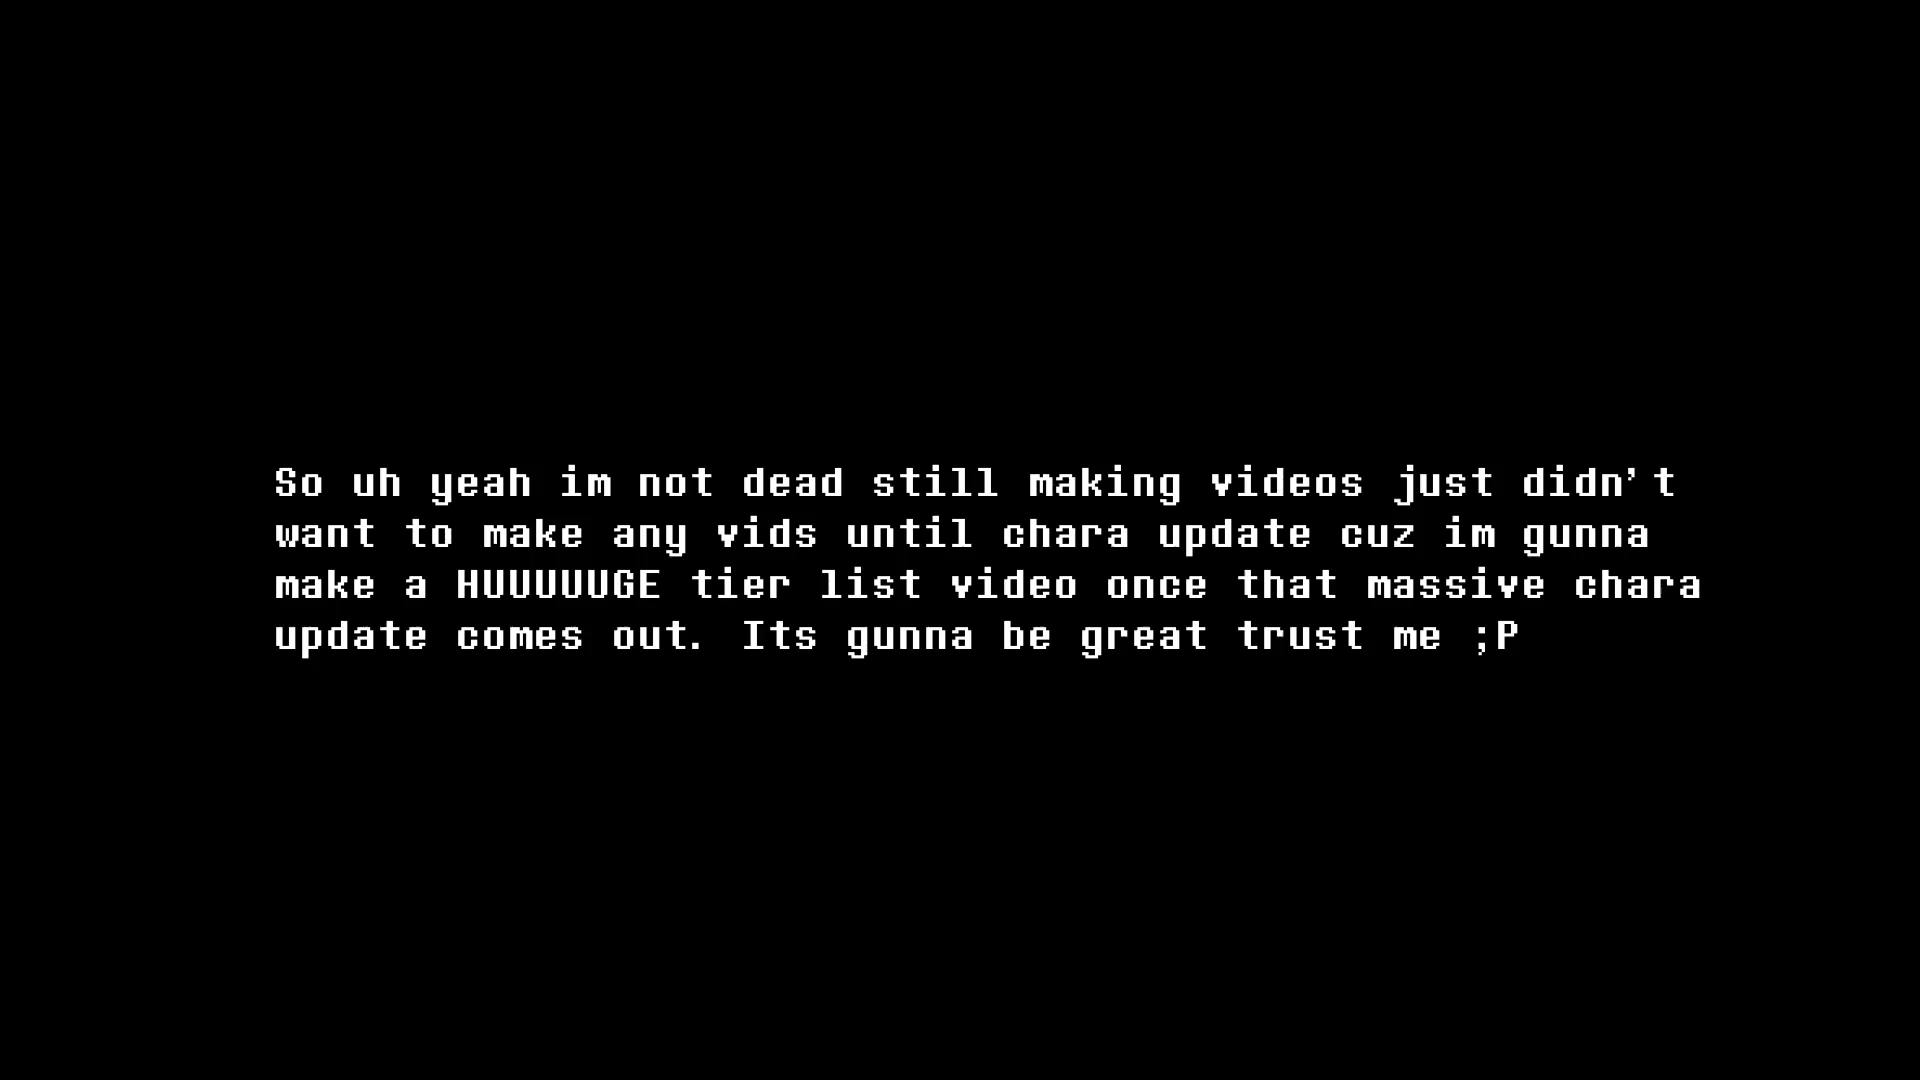 So uh yeah im not dead still making videos just didn't
want to make any vids until chara update cuz im gunna
make a HUUUUUGE tier list video once that massive chara
update comes out. Its gunna be great trust me ;P